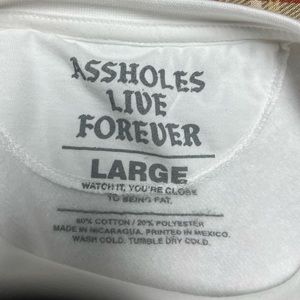 ASSHOLES
LIVE
FOREVER
LARGE
WATCH IT, YOU'RE CLOSE
TO BEING FAT.
80% COTTON / 20% POLYESTER
MADE IN NICARAGUA. PRINTED IN MEXICO.
WASH COLD. TUMBLE DRY COLD.